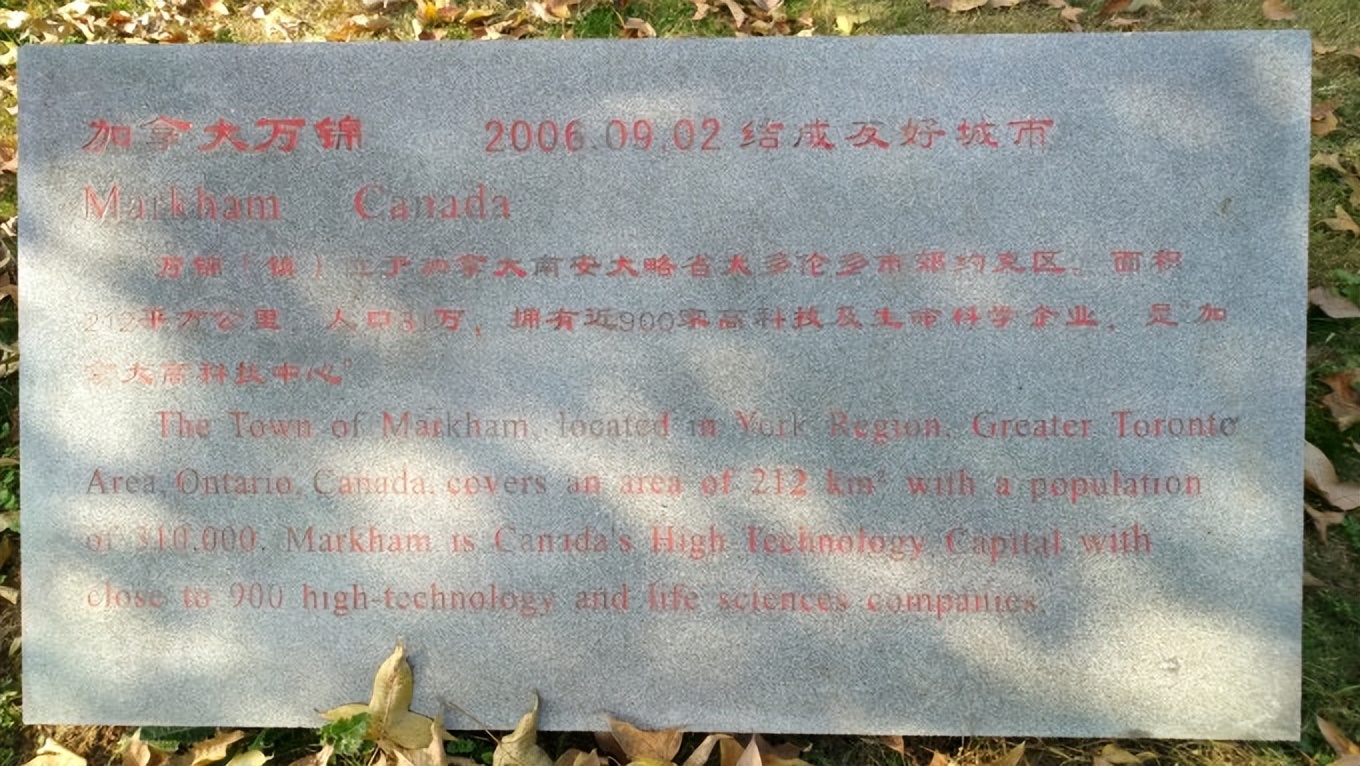 加拿大万锦 2006.09.02 结成友好城市
Markham Canada
万锦（镇）位于加拿大南安大略省大多伦多市郊约克区。面积
212平方公里，人口31万，拥有近900家高科技及生命科学企业，是“加
拿大高科技中心”
The Town of Markham, located in York Region, Greater Toronto
Area, Ontario, Canada, covers an area of 212 km² with a population
of 310,000. Markham is Canada's High Technology Capital with
close to 900 high-technology and life sciences companies.